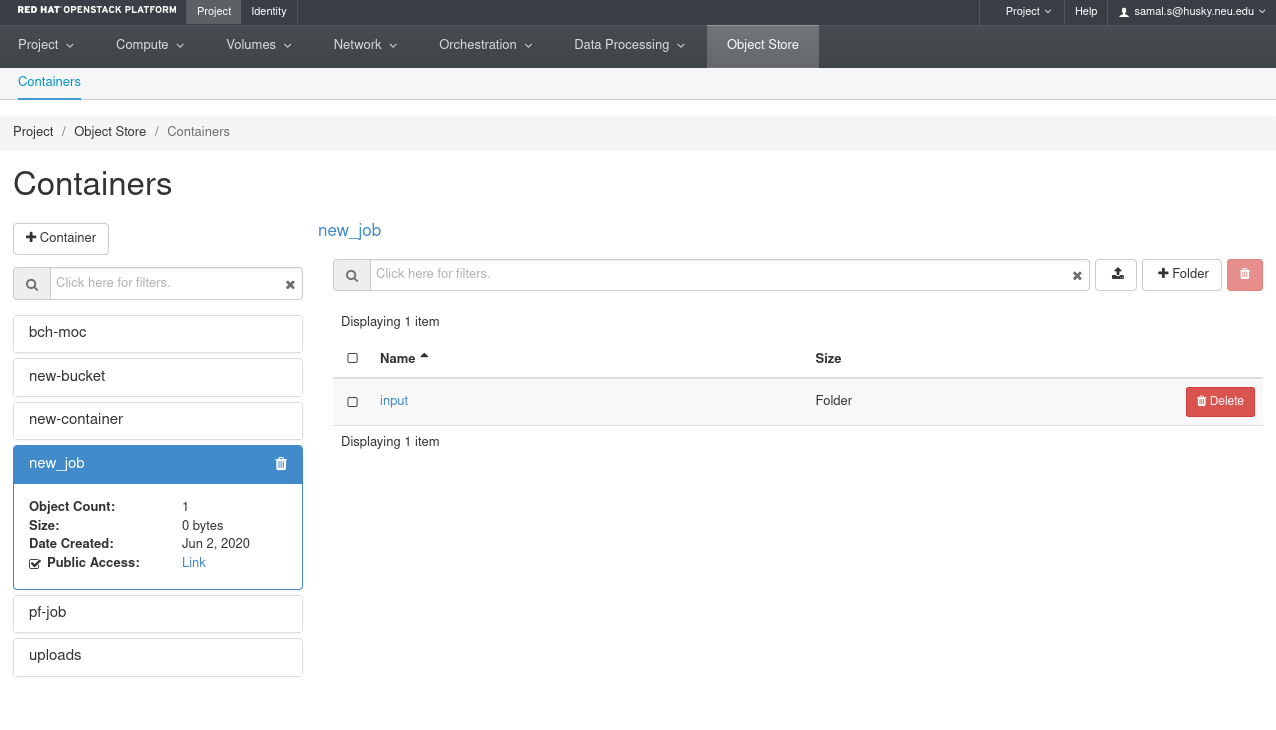 RED HAT OPENSTACK PLATFORM Project Identity Project Help samal.s@husky.neu.edu
Project Compute Volumes Network Orchestration Data Processing Object Store
Containers
Project / Object Store / Containers
Containers
+ Container
Click here for filters.
bch-moc
new-bucket
new-container
new_job
Object Count: 1
Size: 0 bytes
Date Created: Jun 2, 2020
Public Access: Link
pf-job
uploads
new_job
Click here for filters. + Folder
Displaying 1 item
Name Size
input Folder Delete
Displaying 1 item